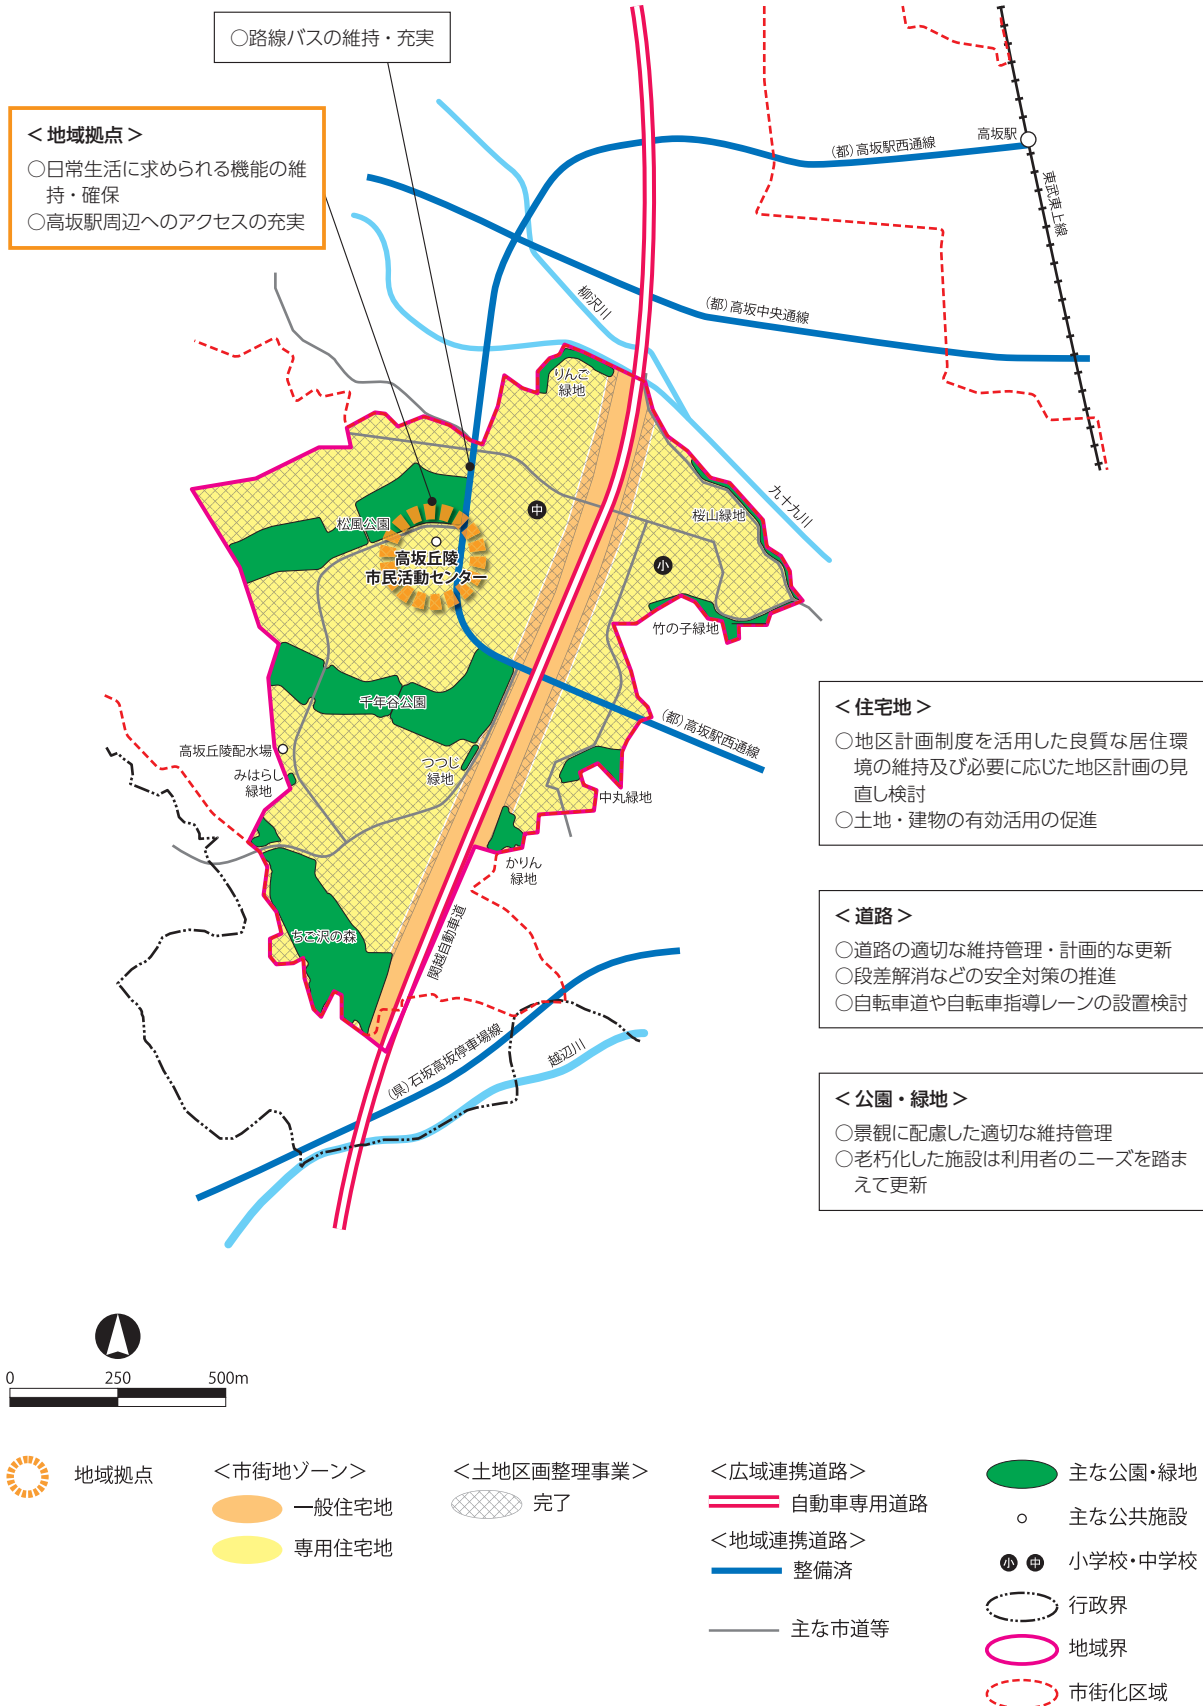 ○路線バスの維持・充実
＜地域拠点＞
○日常生活に求められる機能の維
持・確保
○高坂駅周辺へのアクセスの充実
高坂駅
(都)高坂駅西通線
東武東上線
柳沢川
(都)高坂中央通線
りんご
緑地
九十九川
中
桜山緑地
松風公園
高坂丘陵
市民活動センター
小
竹の子緑地
千年谷公園
(都)高坂駅西通線
高坂丘陵配水場
みはらし
緑地
つつじ
緑地
中丸緑地
かりん
緑地
ちご沢の森
関越自動車道
(県)石坂高坂停車場線
越辺川
＜住宅地＞
○地区計画制度を活用した良質な居住環
境の維持及び必要に応じた地区計画の見
直し検討
○土地・建物の有効活用の促進
＜道路＞
○道路の適切な維持管理・計画的な更新
○段差解消などの安全対策の推進
○自転車道や自転車指導レーンの設置検討
＜公園・緑地＞
○景観に配慮した適切な維持管理
○老朽化した施設は利用者のニーズを踏ま
えて更新
0 250 500m
地域拠点
＜市街地ゾーン＞
一般住宅地
専用住宅地
＜土地区画整理事業＞
完了
＜広域連携道路＞
自動車専用道路
＜地域連携道路＞
整備済
主な市道等
主な公園・緑地
主な公共施設
小 中 小学校・中学校
行政界
地域界
市街化区域